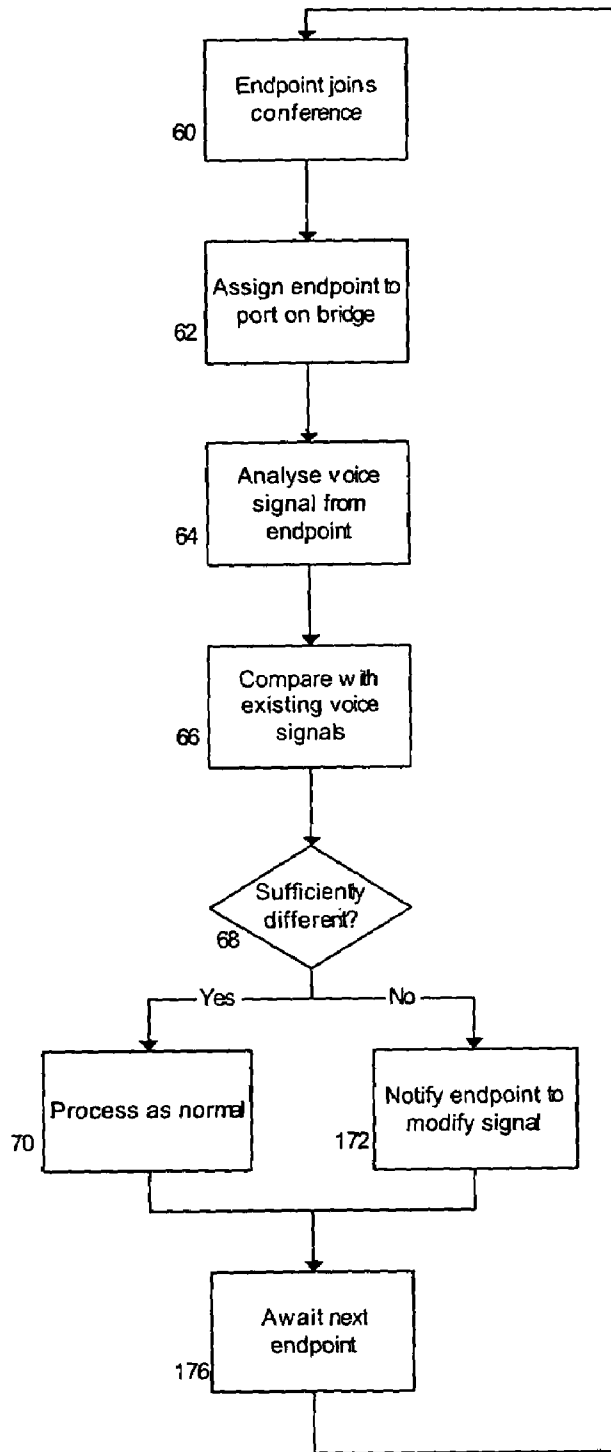 Endpoint joins
conference
60
Assign endpoint to
port on bridge
62
Analyse voice
signal from
endpoint
64
Compare with
existing voice
signals
66
Sufficiently
different?
68
Yes
No
Process as normal
70
Notify endpoint to
modify signal
172
Await next
endpoint
176